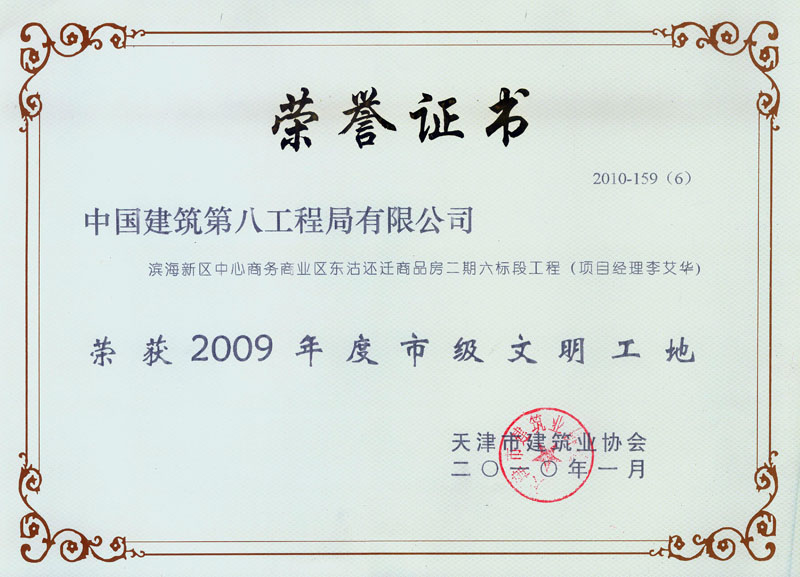 荣誉证书
2010-159（6）
中国建筑第八工程局有限公司
滨海新区中心商务商业区东沽还迁商品房二期六标段工程（项目经理李艾华）
荣获2009年度市级文明工地
天津市建筑业协会
二〇一〇年一月